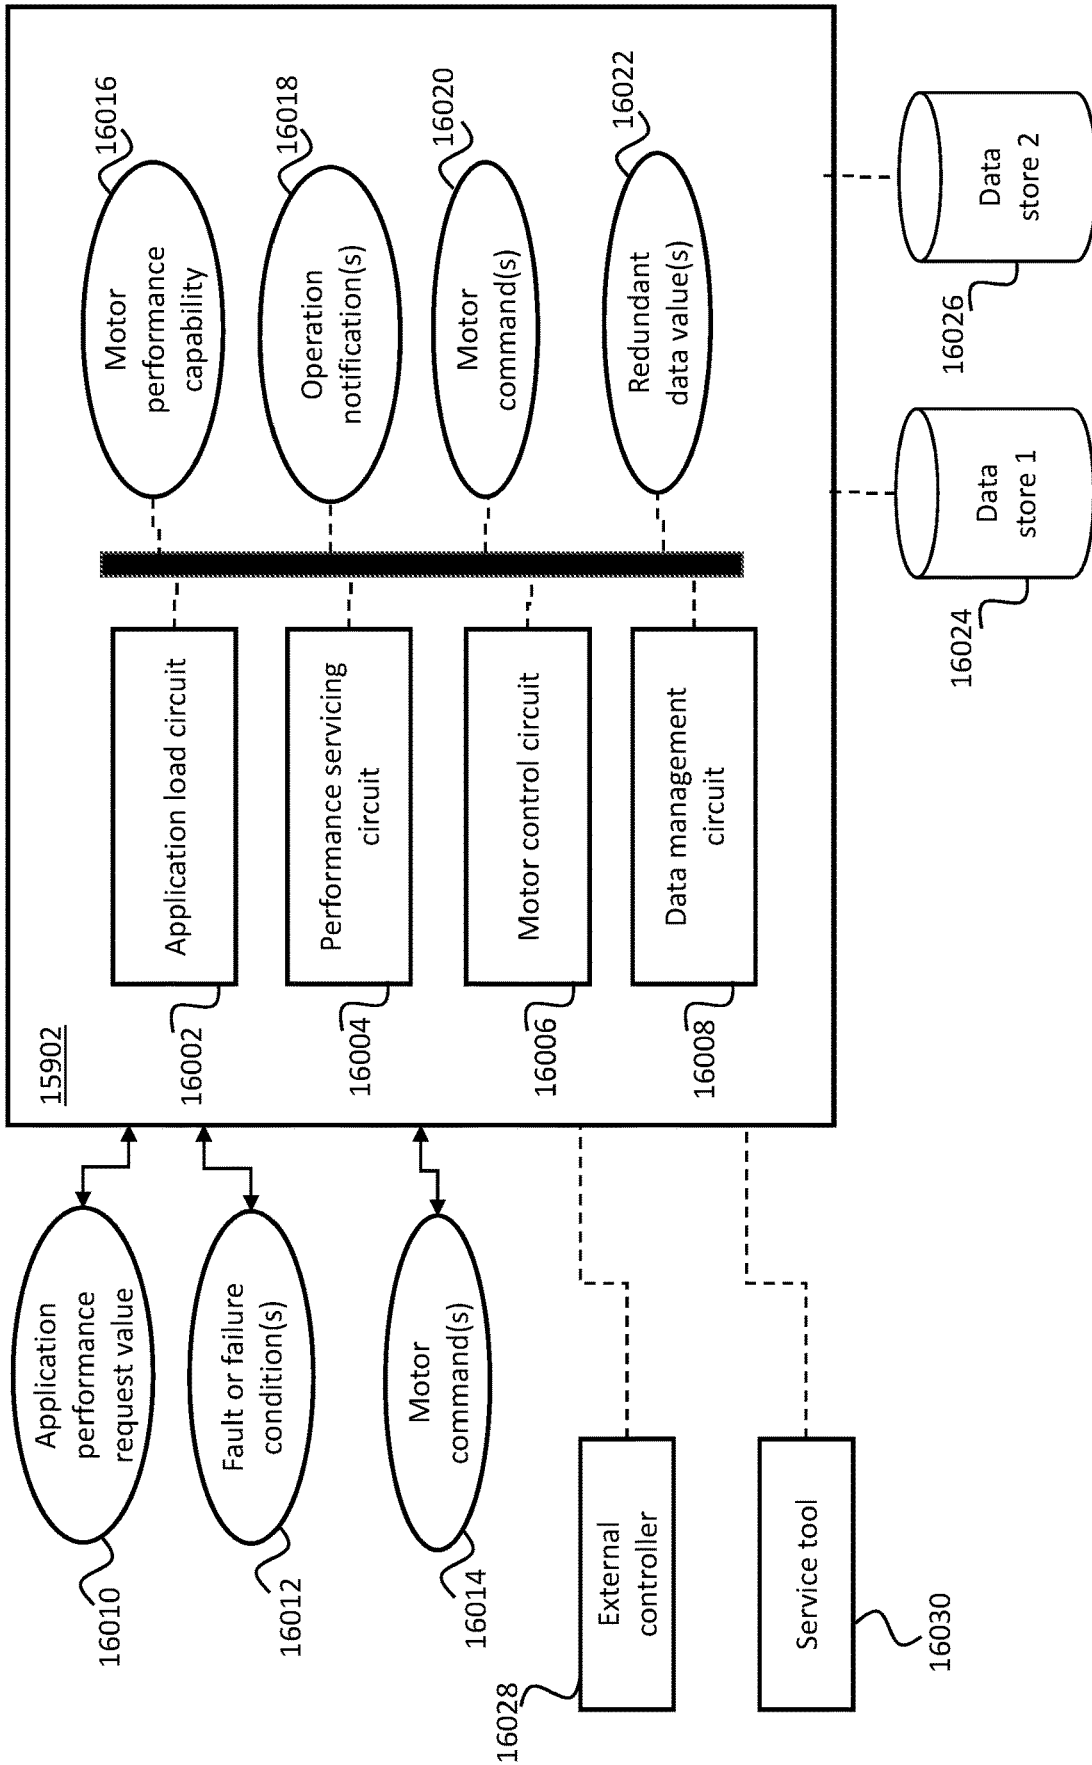 15902
16010
Application
performance
request value
16012
Fault or failure
condition(s)
16014
Motor
command(s)
16028
External
controller
16030
Service tool
16002
Application load circuit
16004
Performance servicing
circuit
16006
Motor control circuit
16008
Data management
circuit
16016
Motor
performance
capability
16018
Operation
notification(s)
16020
Motor
command(s)
16022
Redundant
data value(s)
16024
Data
store 1
16026
Data
store 2